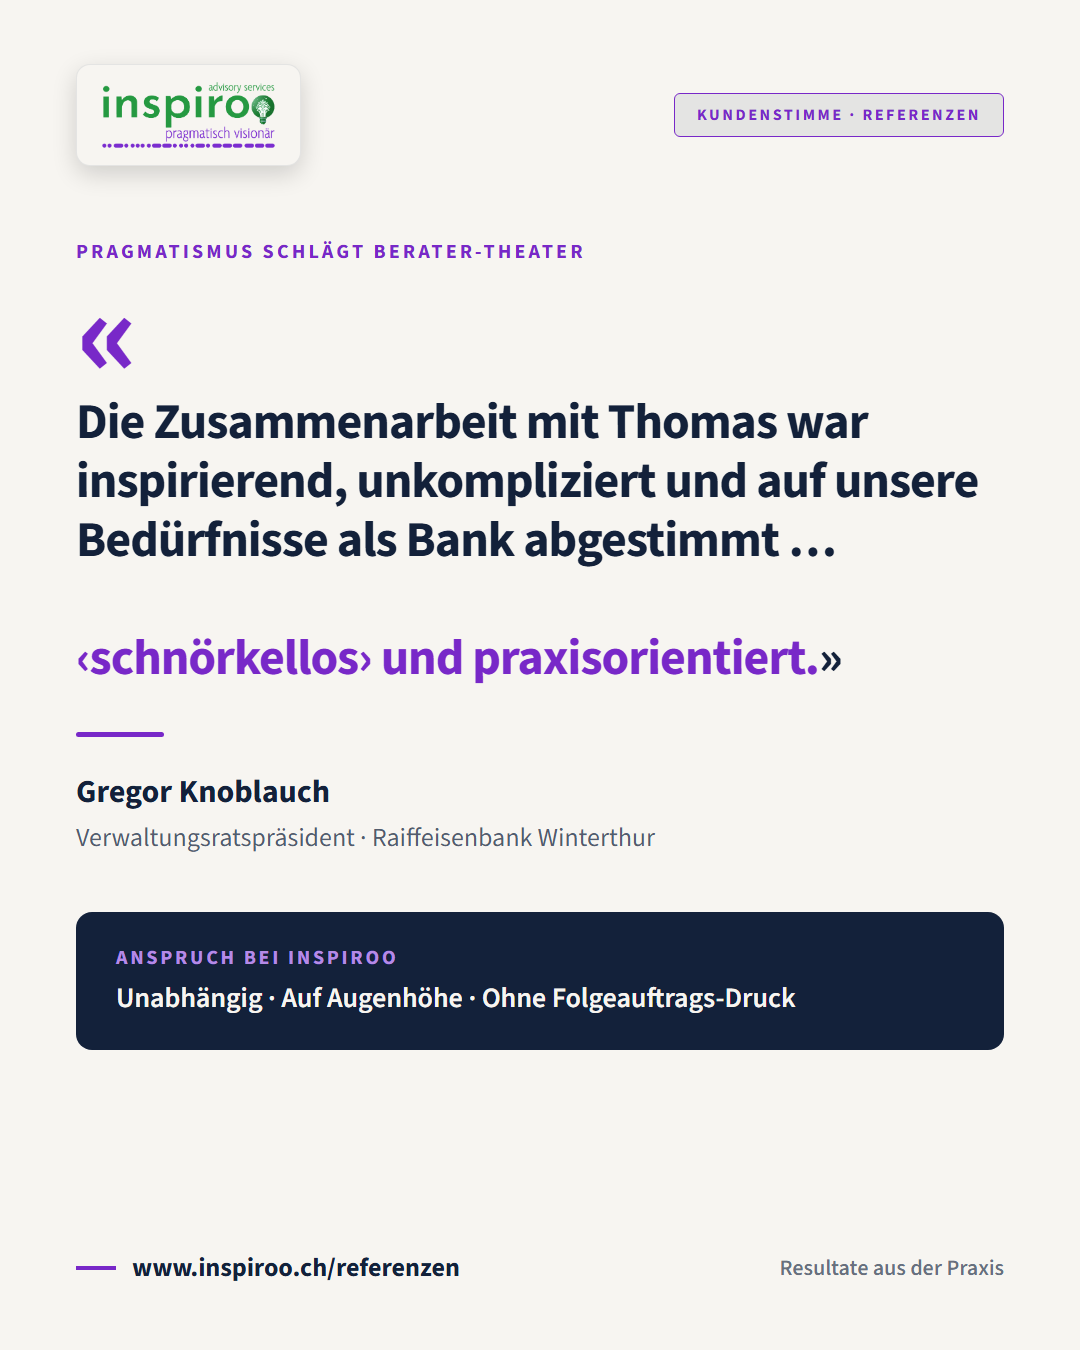 advisory services
inspiroo
pragmatisch visionär
KUNDENSTIMME · REFERENZEN
PRAGMATISMUS SCHLÄGT BERATER-THEATER
«
Die Zusammenarbeit mit Thomas war
inspirierend, unkompliziert und auf unsere
Bedürfnisse als Bank abgestimmt …
‹schnörkellos› und praxisorientiert.»
Gregor Knoblauch
Verwaltungsratspräsident · Raiffeisenbank Winterthur
ANSPRUCH BEI INSPIROO
Unabhängig · Auf Augenhöhe · Ohne Folgeauftrags-Druck
www.inspiroo.ch/referenzen
Resultate aus der Praxis